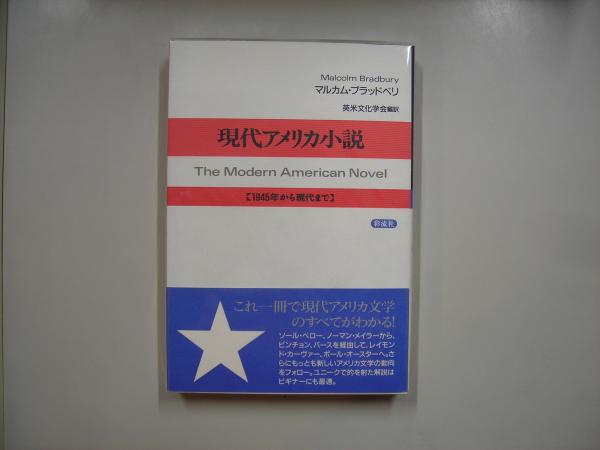 Malcolm Bradbury
マルカム・ブラッドベリ
英米文化学会編訳
現代アメリカ小説
The Modern American Novel
【1945年から現代まで】
彩流社
これ一冊で現代アメリカ文学
のすべてがわかる!
ソール・ベロー、ノーマン・メイラーから、
ピンチョン、バースを経由して、レイモン
ド・カーヴァー、ポール・オースターへ。さ
らにもっとも新しいアメリカ文学の動向
をフォロー。ユニークで的を射た解説は
ビギナーにも最適。